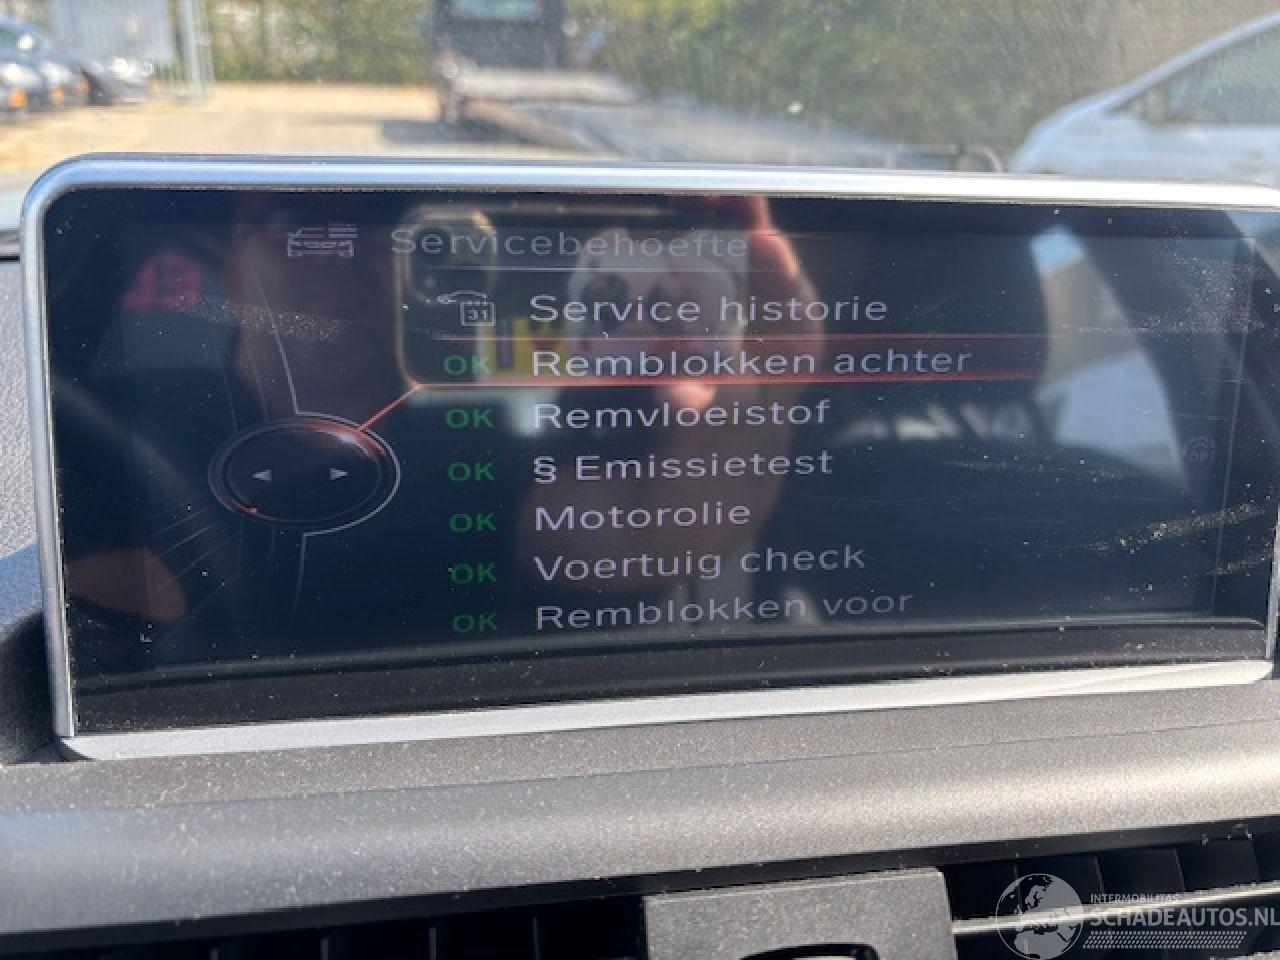 Servicebehoefte
31 Service historie
OK Remblokken achter
OK Remvloeistof
OK § Emissietest
OK Motorolie
OK Voertuig check
OK Remblokken voor
INTERMOBILITAS
SCHADEAUTOS.NL